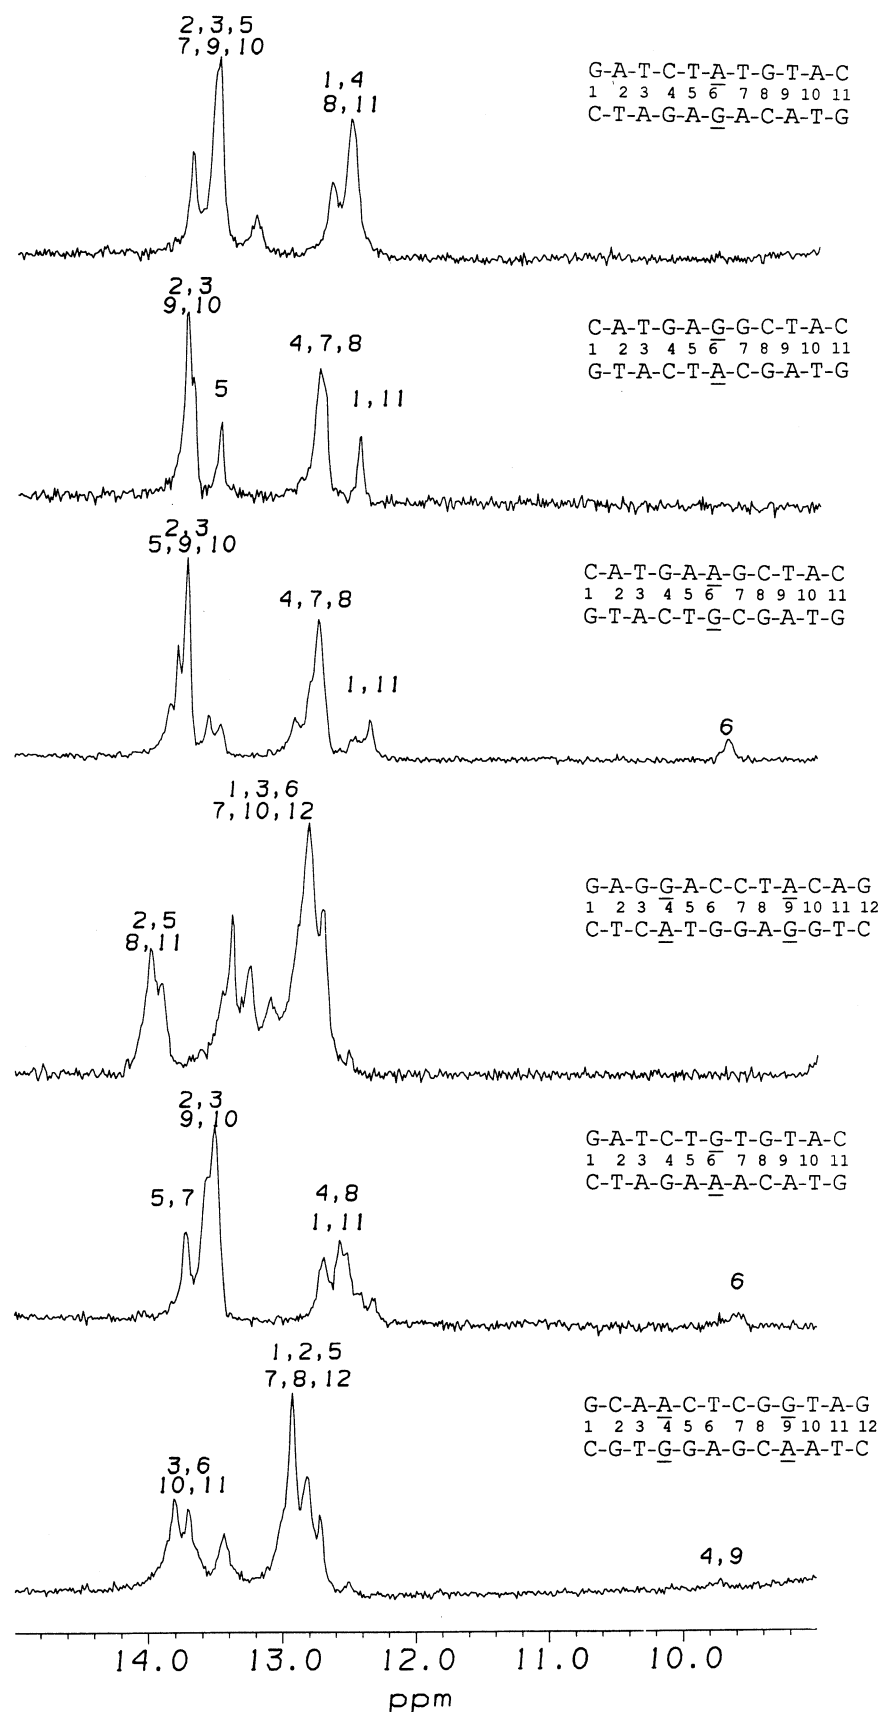 2,3,5
7,9,10
1,4
8,11
G-A-T-C-T-A-T-G-T-A-C
1 2 3 4 5 6 7 8 9 10 11
C-T-A-G-A-G-A-C-A-T-G
2,3
9,10
5
4,7,8
1,11
C-A-T-G-A-G-G-C-T-A-C
1 2 3 4 5 6 7 8 9 10 11
G-T-A-C-T-A-C-G-A-T-G
2,3
5,9,10
4,7,8
1,11
6
C-A-T-G-A-A-G-C-T-A-C
1 2 3 4 5 6 7 8 9 10 11
G-T-A-C-T-G-C-G-A-T-G
1,3,6
7,10,12
2,5
8,11
G-A-G-G-A-C-C-T-A-C-A-G
1 2 3 4 5 6 7 8 9 10 11 12
C-T-C-A-T-G-G-A-G-G-T-C
2,3
9,10
5,7
4,8
1,11
6
G-A-T-C-T-G-T-G-T-A-C
1 2 3 4 5 6 7 8 9 10 11
C-T-A-G-A-A-A-C-A-T-G
1,2,5
7,8,12
3,6
10,11
4,9
G-C-A-A-C-T-C-G-G-T-A-G
1 2 3 4 5 6 7 8 9 10 11 12
C-G-T-G-G-A-G-C-A-A-T-C
14.0 13.0 12.0 11.0 10.0
ppm